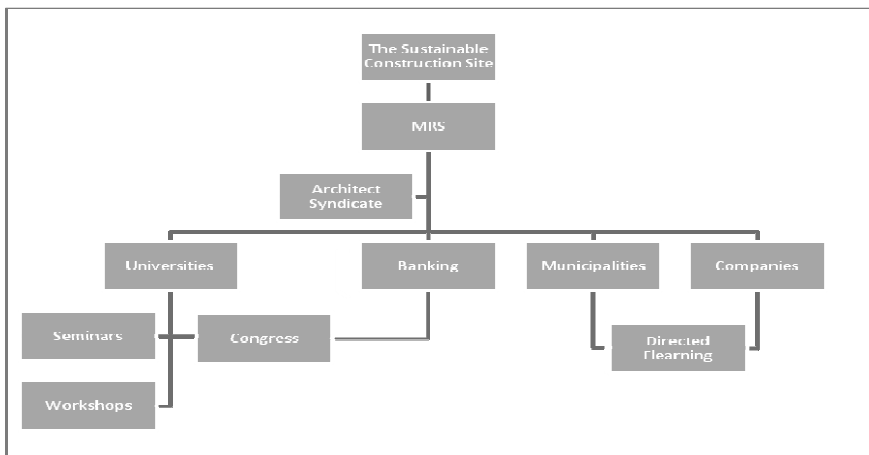 The Sustainable
Construction Site
MRS
Architect
Syndicate
Universities
Banking
Municipalities
Companies
Seminars
Congress
Directed
Elearning
Workshops